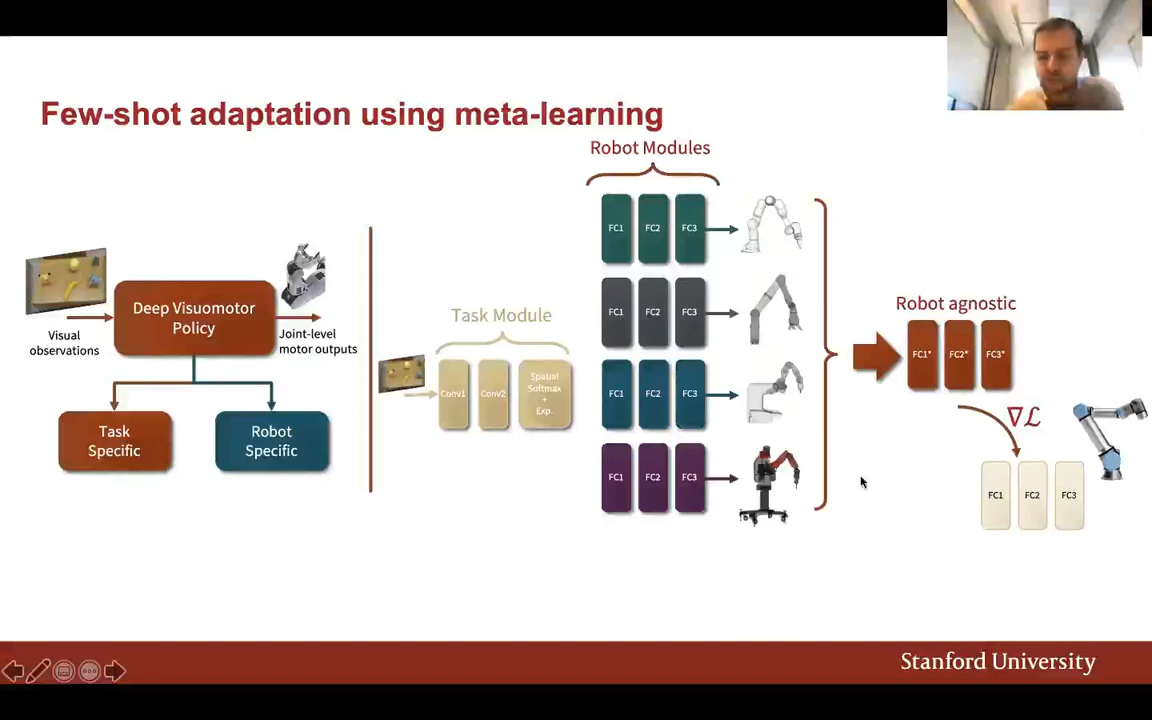 Few-shot adaptation using meta-learning
Robot Modules
FC1 FC2 FC3
Deep Visuomotor
Policy
Visual
observations
Joint-level
motor outputs
Task
Specific
Robot
Specific
Task Module
Conv1 Conv2
Spatial
Softmax
+
Exp.
FC1 FC2 FC3
FC1 FC2 FC3
FC1 FC2 FC3
Robot agnostic
FC1* FC2* FC3*
∇ℒ
FC1 FC2 FC3
Stanford University